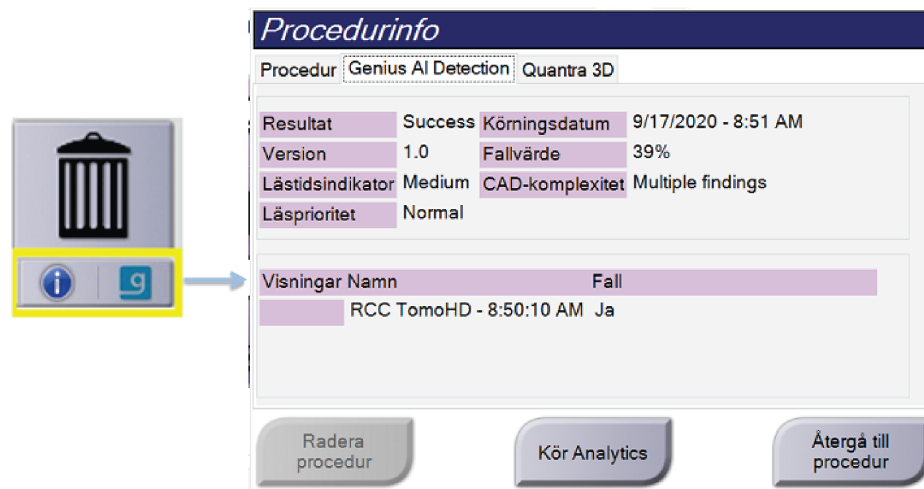 Procedurinfo
Procedur Genius AI Detection Quantra 3D
Resultat Success Körningsdatum 9/17/2020 - 8:51 AM
Version 1.0 Fallvärde 39%
Lästidsindikator Medium CAD-komplexitet Multiple findings
Läsprioritet Normal
i g
Visningar Namn Fall
RCC TomoHD - 8:50:10 AM Ja
Radera
procedur
Kör Analytics
Återgå till
procedur